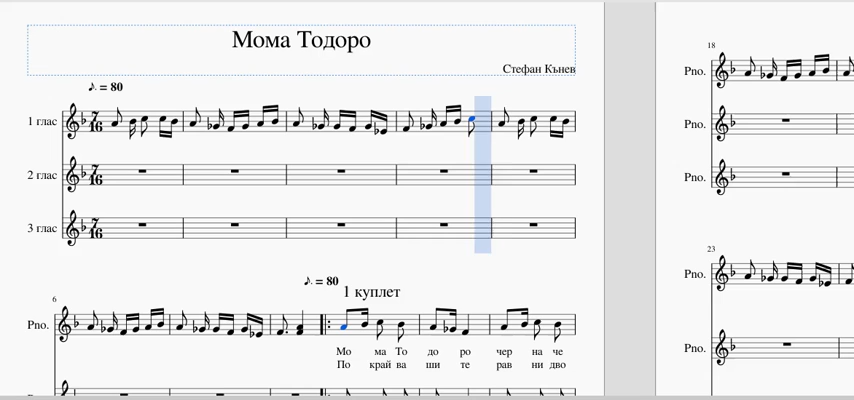 Мома Тодоро
Стефан Кънев
♪. = 80
1 глас
7
16
2 глас
7
16
3 глас
7
16
6
♪. = 80
1 куплет
Pno.
Мо ма То до ро чер на че
По край ва ши те рав ни дво
18
Pno.
Pno.
Pno.
23
Pno.
Pno.